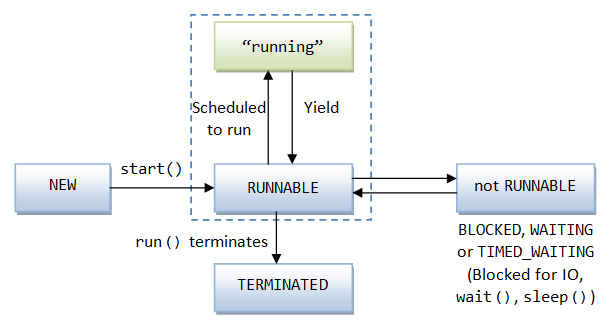 “running”
Scheduled
to run
Yield
NEW
start()
RUNNABLE
not RUNNABLE
run() terminates
TERMINATED
BLOCKED, WAITING
or TIMED_WAITING
(Blocked for IO,
wait(), sleep())